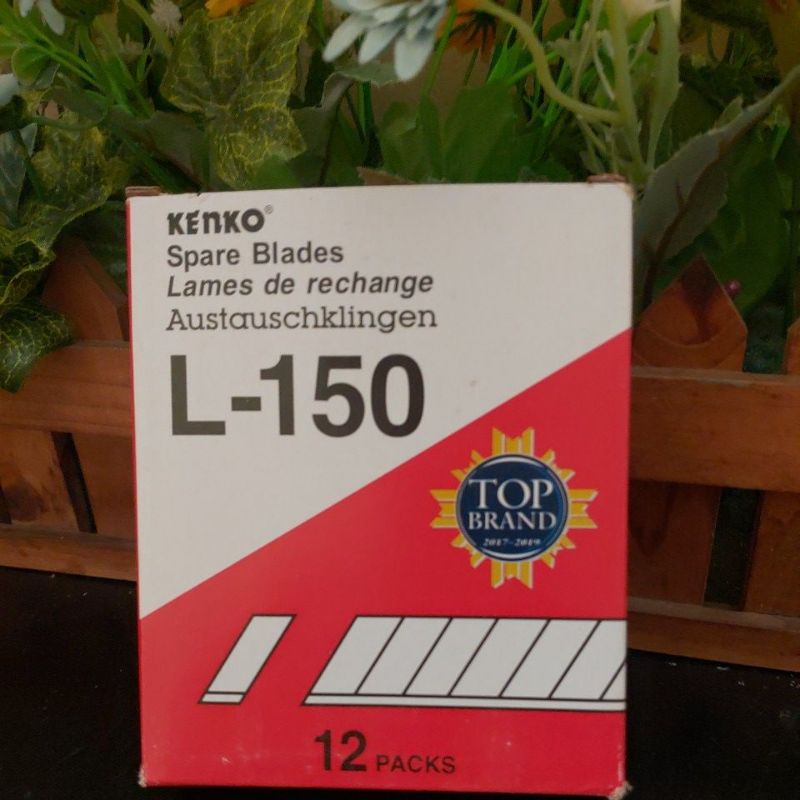 KENKO®
Spare Blades
Lames de rechange
Austauschklingen
L-150
TOP
BRAND
2017-2019
12 PACKS